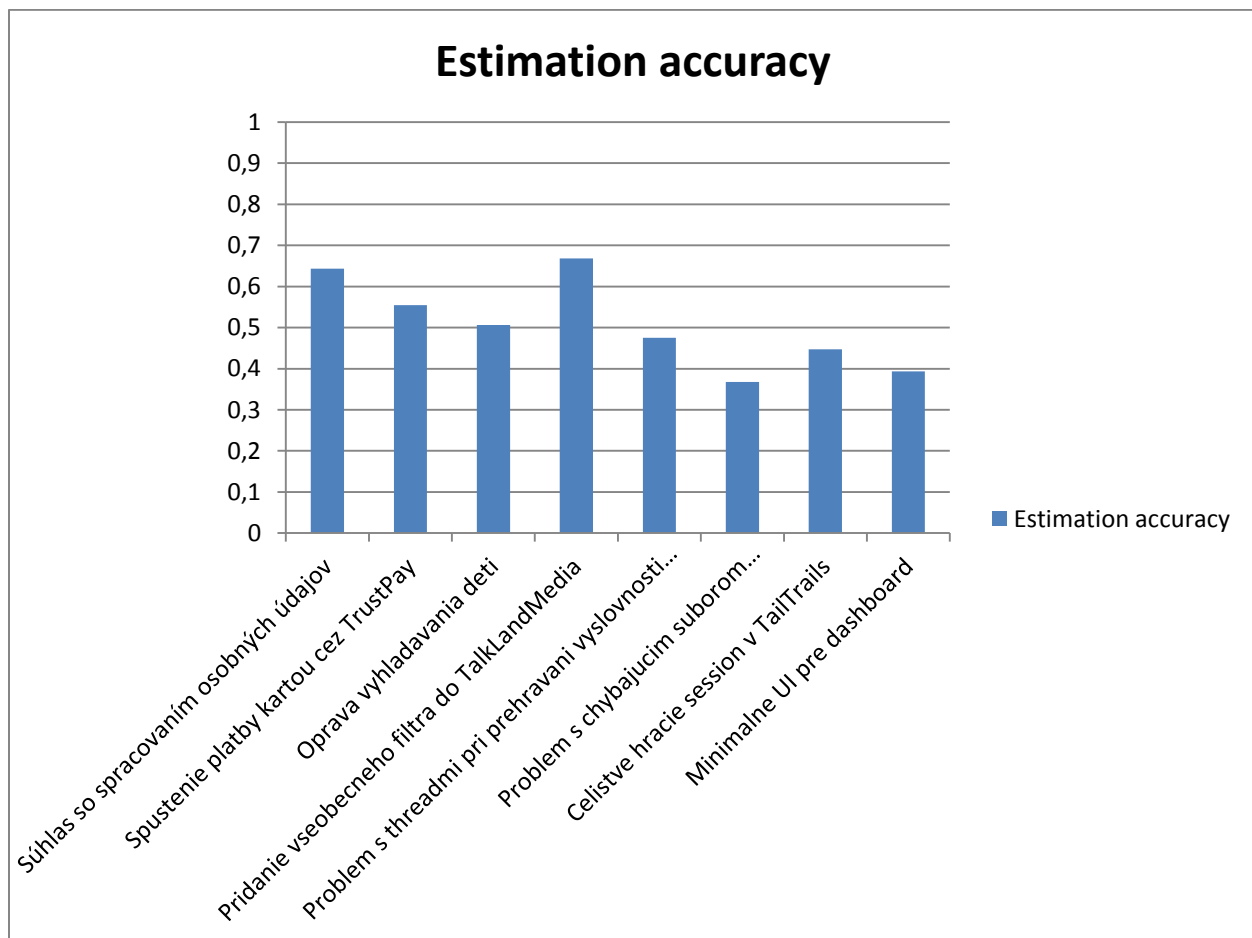 Estimation accuracy
1
0,9
0,8
0,7
0,6
0,5
0,4
0,3
0,2
0,1
0
Estimation accuracy
Súhlas so spracovaním osobných údajov
Spustenie platby kartou cez TrustPay
Oprava vyhladavania deti
Pridanie vseobecneho filtra do TalkLandMedia
Problem s threadmi pri prehravani vyslovnosti…
Problem s chybajucim suborom…
Celistve hracie session v TailTrails
Minimalne UI pre dashboard